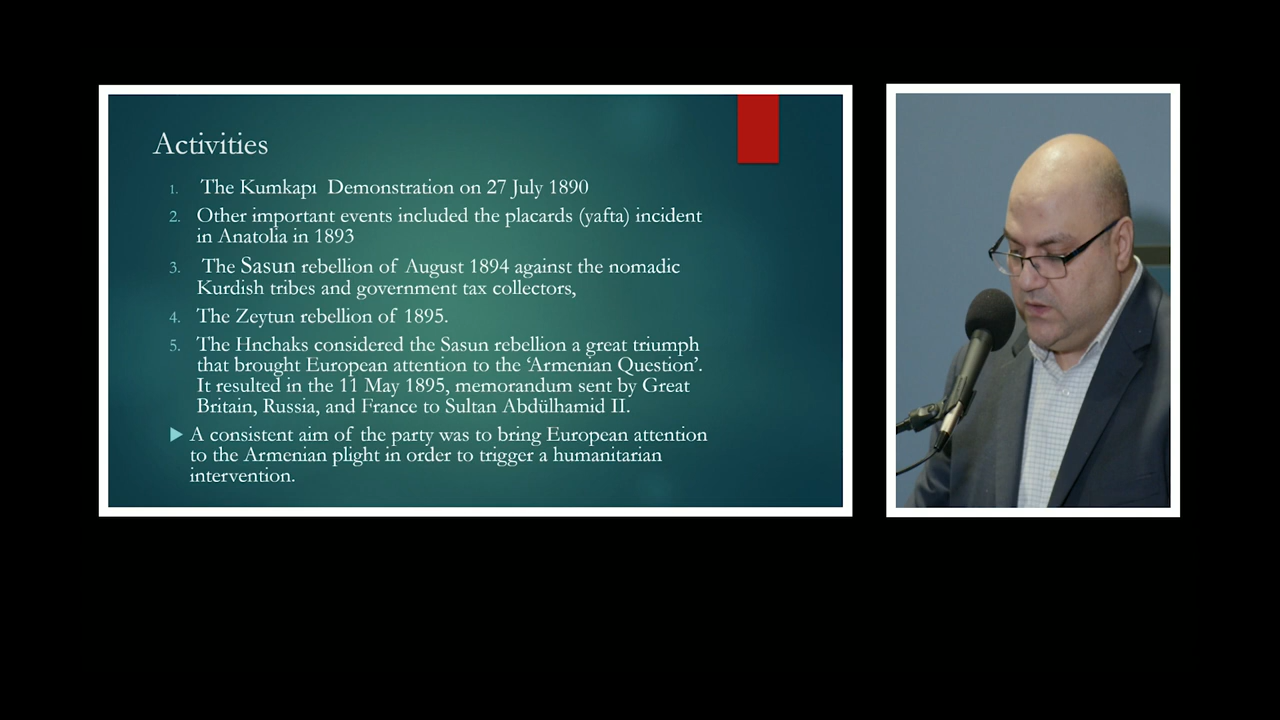 Activities
1. The Kumkapı Demonstration on 27 July 1890
2. Other important events included the placards (yafta) incident
in Anatolia in 1893
3. The Sasun rebellion of August 1894 against the nomadic
Kurdish tribes and government tax collectors,
4. The Zeytun rebellion of 1895.
5. The Hnchaks considered the Sasun rebellion a great triumph
that brought European attention to the ‘Armenian Question’.
It resulted in the 11 May 1895, memorandum sent by Great
Britain, Russia, and France to Sultan Abdülhamid II.
A consistent aim of the party was to bring European attention
to the Armenian plight in order to trigger a humanitarian
intervention.